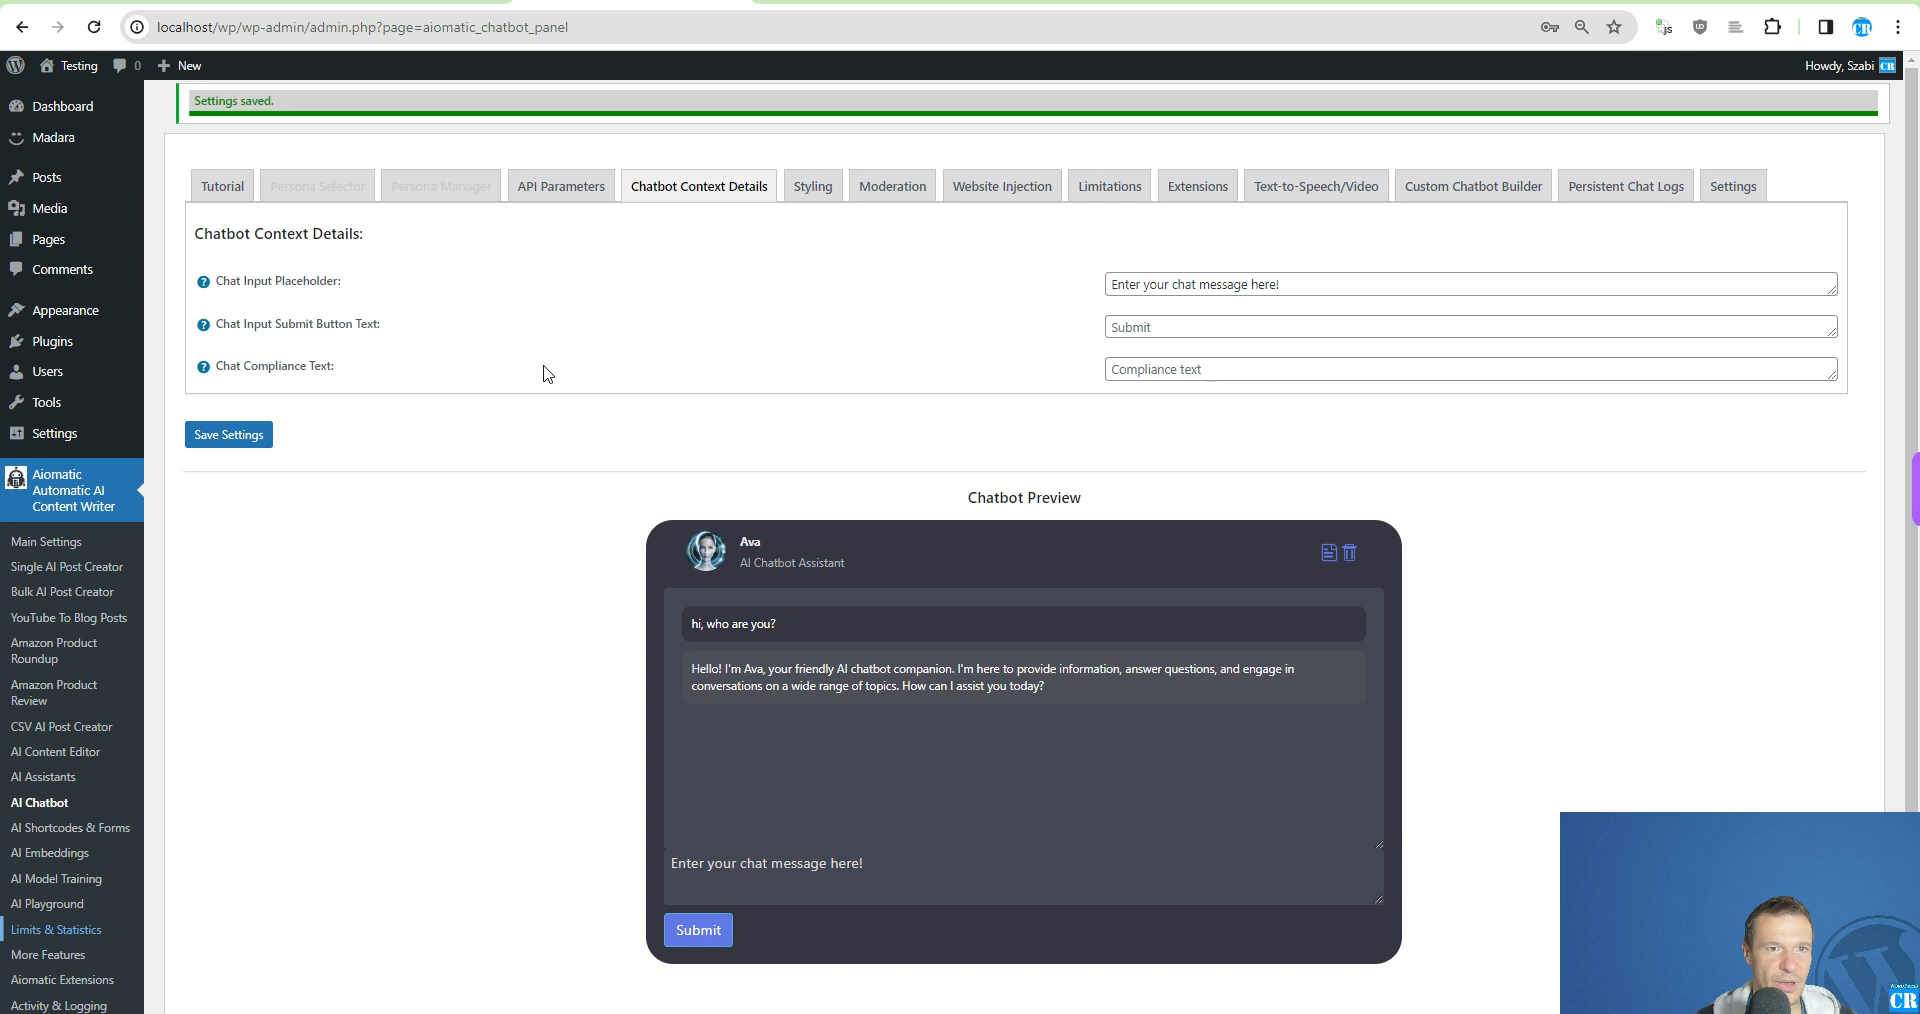 localhost/wp/wp-admin/admin.php?page=aiomatic_chatbot_panel
Testing 0 New
Howdy, Szabi CR
Settings saved.
Dashboard
Madara
Posts
Media
Pages
Comments
Appearance
Plugins
Users
Tools
Settings
Aiomatic
Automatic AI
Content Writer
Main Settings
Single AI Post Creator
Bulk AI Post Creator
YouTube To Blog Posts
Amazon Product
Roundup
Amazon Product
Review
CSV AI Post Creator
AI Content Editor
AI Assistants
AI Chatbot
AI Shortcodes & Forms
AI Embeddings
AI Model Training
AI Playground
Limits & Statistics
More Features
Aiomatic Extensions
Activity & Logging
Tutorial Persona Selector Persona Manager API Parameters Chatbot Context Details Styling Moderation Website Injection Limitations Extensions Text-to-Speech/Video Custom Chatbot Builder Persistent Chat Logs Settings
Chatbot Context Details:
Chat Input Placeholder:
Enter your chat message here!
Chat Input Submit Button Text:
Submit
Chat Compliance Text:
Compliance text
Save Settings
Chatbot Preview
Ava
AI Chatbot Assistant
hi, who are you?
Hello! I'm Ava, your friendly AI chatbot companion. I'm here to provide information, answer questions, and engage in
conversations on a wide range of topics. How can I assist you today?
Enter your chat message here!
Submit
CR